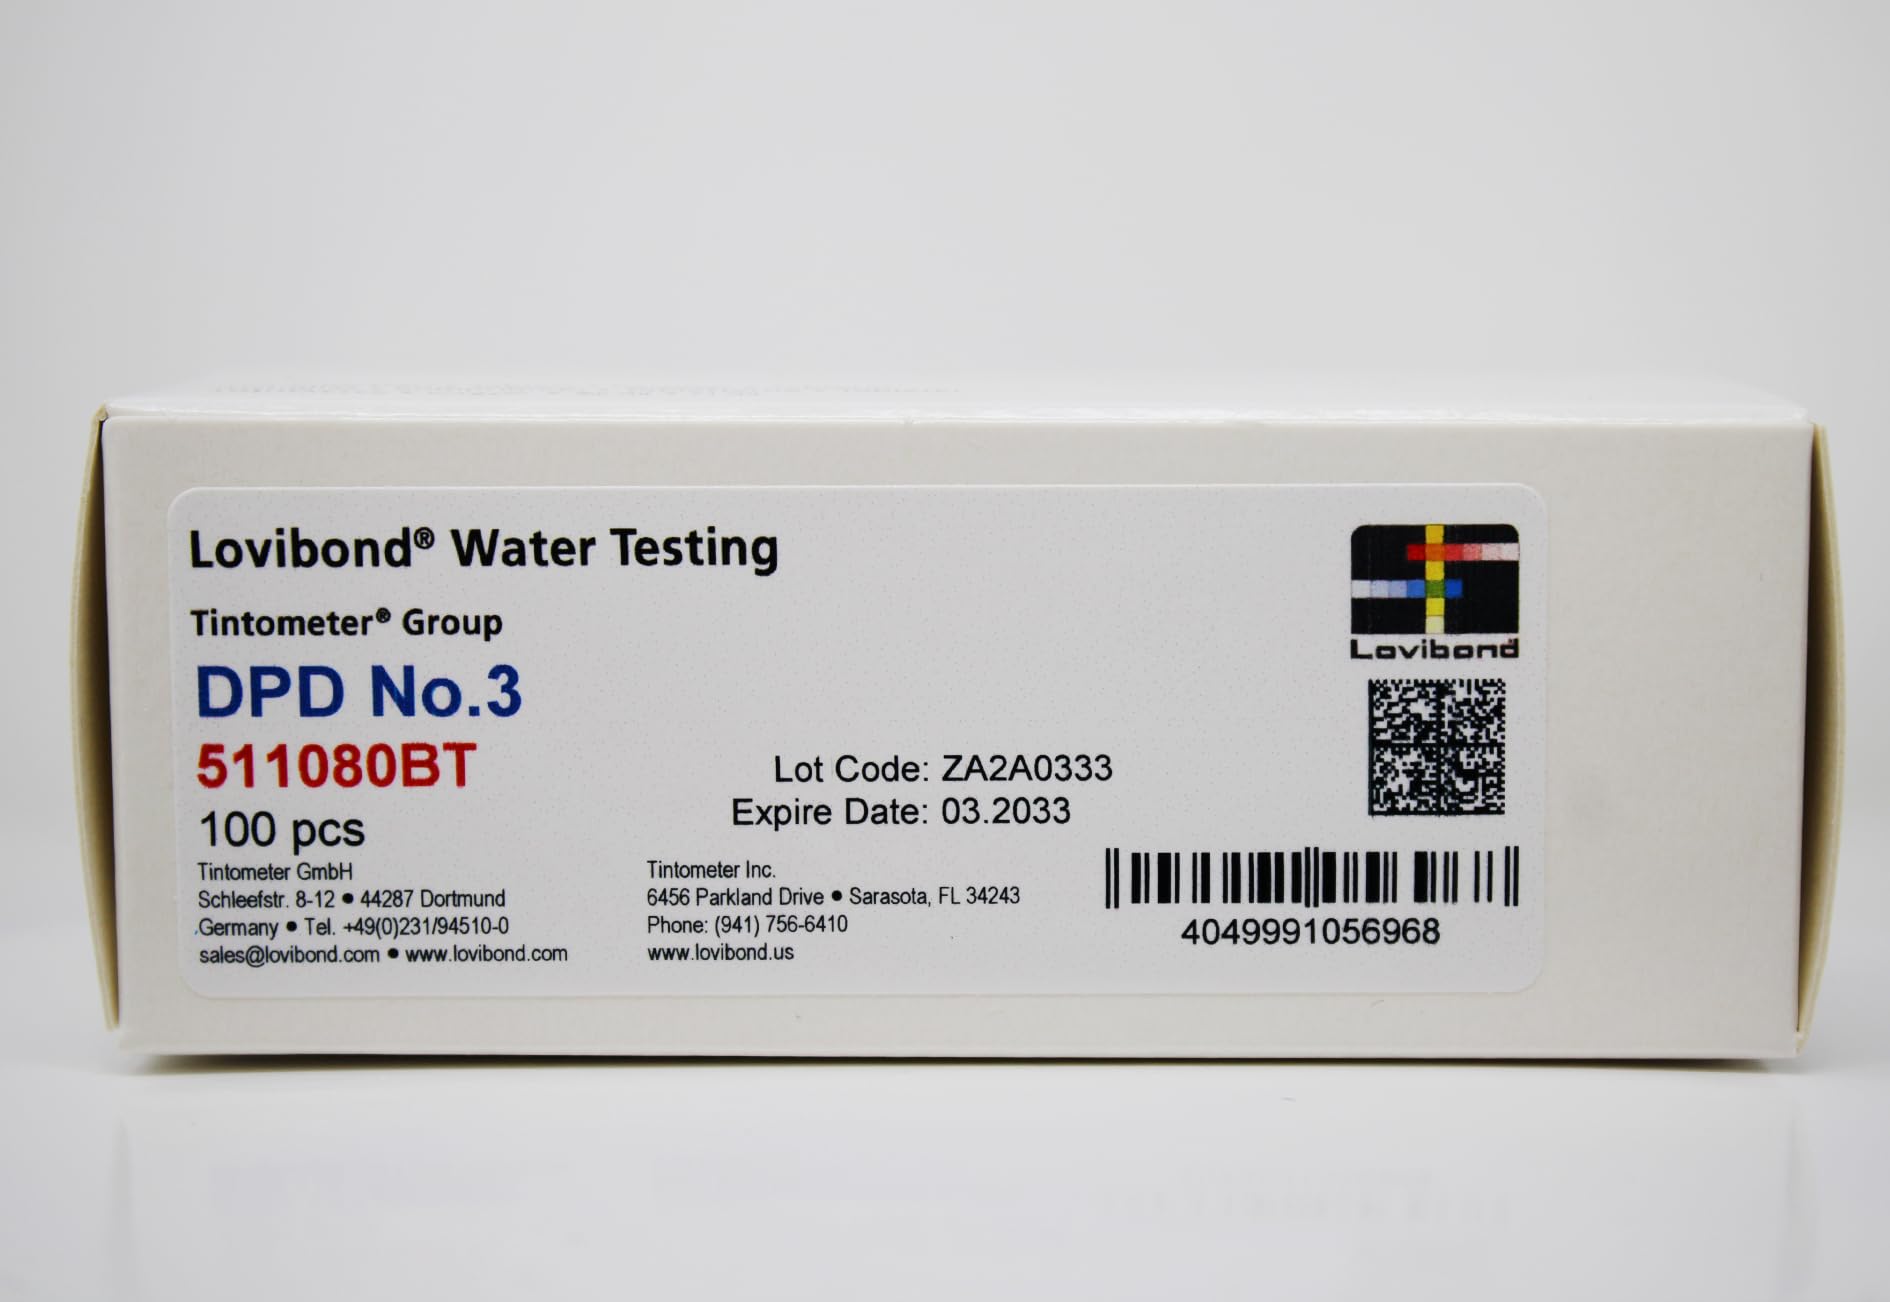 Lovibond® Water Testing
Tintometer® Group
Lovibond
DPD No.3
511080BT
100 pcs
Lot Code: ZA2A0333
Expire Date: 03.2033
Tintometer GmbH
Schleefstr. 8-12 • 44287 Dortmund
Germany • Tel. +49(0)231/94510-0
sales@lovibond.com • www.lovibond.com
Tintometer Inc.
6456 Parkland Drive • Sarasota, FL 34243
Phone: (941) 756-6410
www.lovibond.us
4049991056968